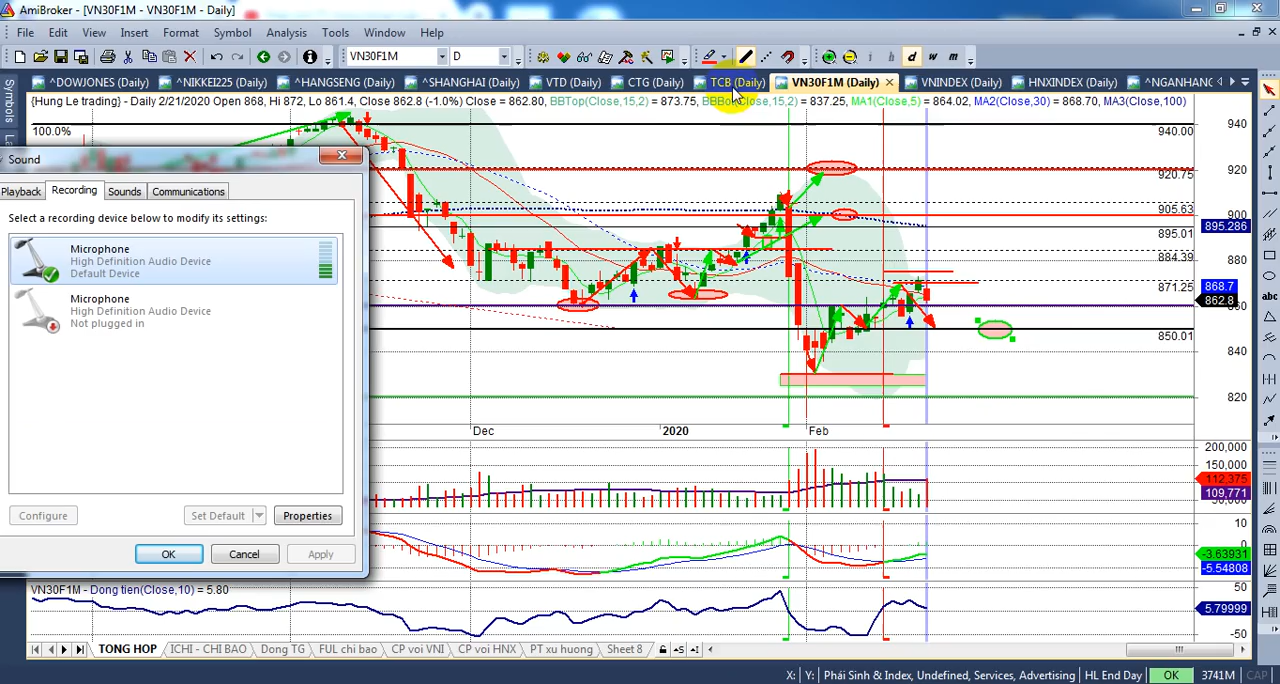 AmiBroker - [VN30F1M - VN30F1M - Daily]
File Edit View Insert Format Symbol Analysis Tools Window Help
VN30F1M D i h d w m
^DOWJONES (Daily) ^NIKKEI225 (Daily) ^HANGSENG (Daily) ^SHANGHAI (Daily) VTD (Daily) CTG (Daily) TCB (Daily) VN30F1M (Daily) VNINDEX (Daily) HNXINDEX (Daily) ^NGANHANG
Symbols
{Hung Le trading} - Daily 2/21/2020 Open 868, Hi 872, Lo 861.4, Close 862.8 (-1.0%) Close = 862.80, BBTop(Close,15,2) = 873.75, BBBot(Close,15,2) = 837.25, MA1(Close,5) = 864.02, MA2(Close,30) = 868.70, MA3(Close,100)
100.0%
940.00
940
920.75
920
905.63
900
895.286
895.01
884.39
880
871.25
868.7
862.8
860
850.01
840
820
Sound
Playback Recording Sounds Communications
Select a recording device below to modify its settings:
Microphone
High Definition Audio Device
Default Device
Microphone
High Definition Audio Device
Not plugged in
Configure Set Default Properties
OK Cancel Apply
Dec 2020 Feb
200,000
150,000
112,375
109,771
10
0
-3.63931
-5.54808
VN30F1M - Dong tien(Close,10) = 5.80
50
5.79999
-50
TONG HOP ICHI - CHI BAO Dong TG FUL chi bao CP voi VNI CP voi HNX PT xu huong Sheet 8
X: Y: Phái Sinh & Index, Undefined, Services, Advertising HL End Day OK 3741M CAP
abc